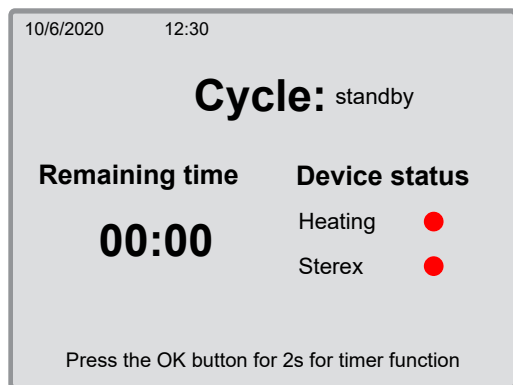 10/6/2020 12:30
Cycle: standby
Remaining time
00:00
Device status
Heating
Sterex
Press the OK button for 2s for timer function